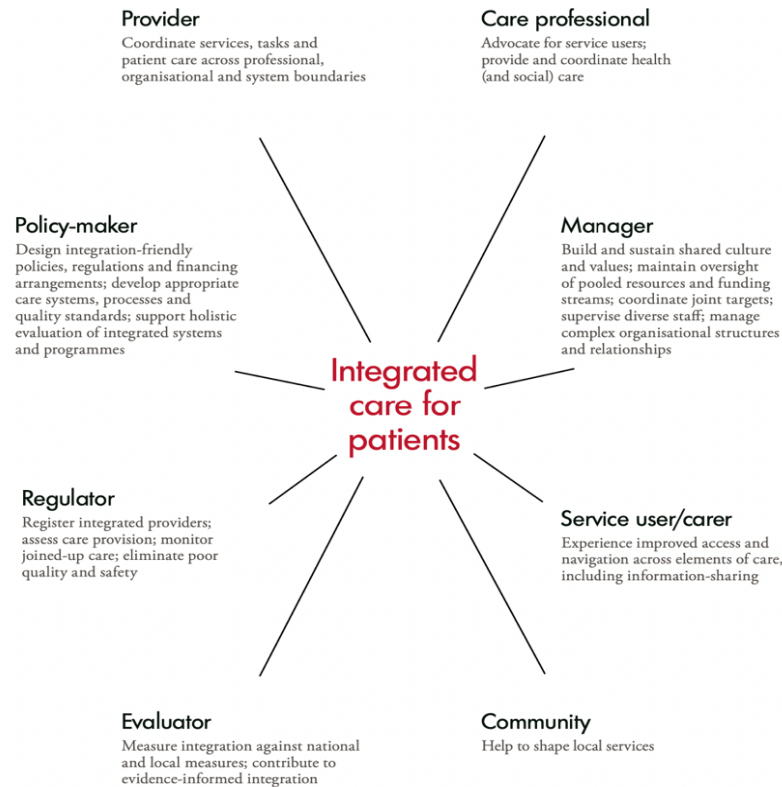 Provider
Coordinate services, tasks and
patient care across professional,
organisational and system boundaries
Care professional
Advocate for service users;
provide and coordinate health
(and social) care
Policy-maker
Design integration-friendly
policies, regulations and financing
arrangements; develop appropriate
care systems, processes and
quality standards; support holistic
evaluation of integrated systems
and programmes
Manager
Build and sustain shared culture
and values; maintain oversight
of pooled resources and funding
streams; coordinate joint targets;
supervise diverse staff; manage
complex organisational structures
and relationships
Integrated
care for
patients
Regulator
Register integrated providers;
assess care provision; monitor
joined-up care; eliminate poor
quality and safety
Service user/carer
Experience improved access and
navigation across elements of care,
including information-sharing
Evaluator
Measure integration against national
and local measures; contribute to
evidence-informed integration
Community
Help to shape local services